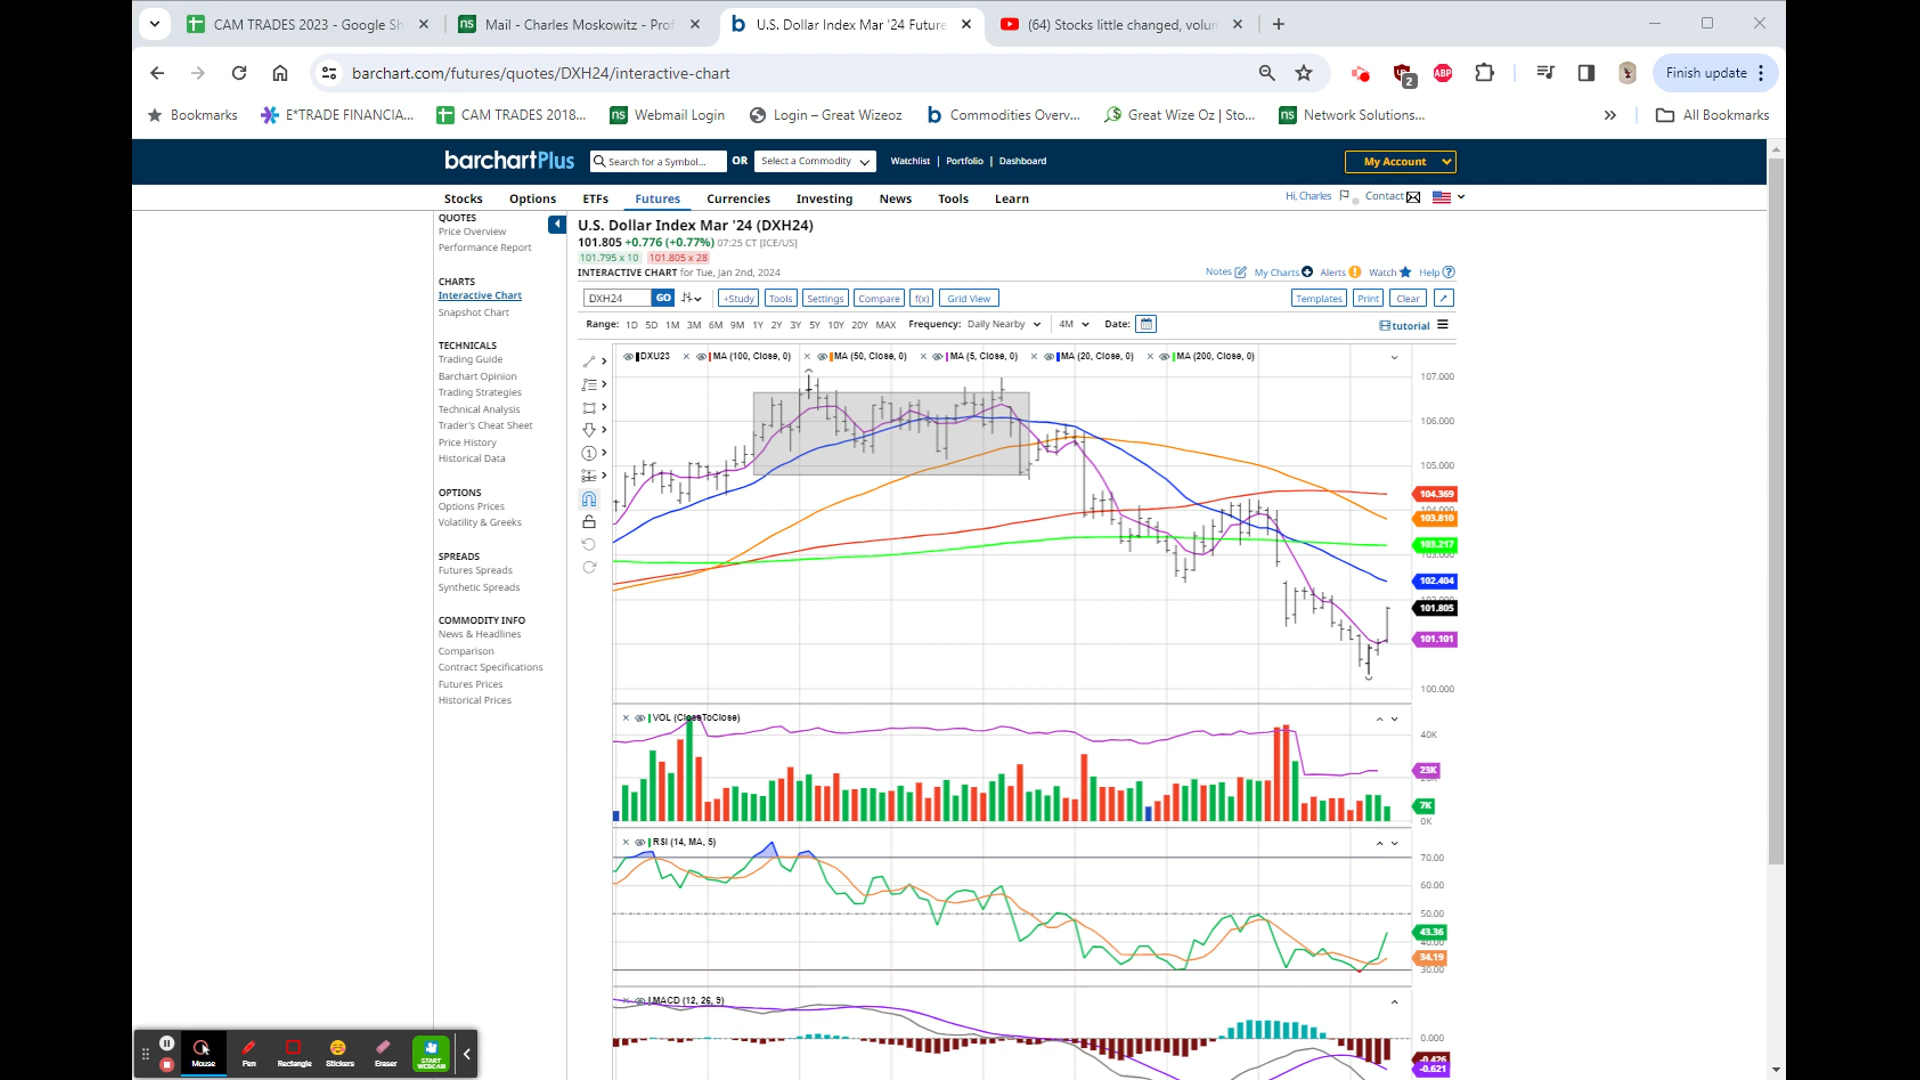 CAM TRADES 2023 - Google Sh
Mail - Charles Moskowitz - Prof
U.S. Dollar Index Mar '24 Future
(64) Stocks little changed, volun
barchart.com/futures/quotes/DXH24/interactive-chart
2
ABP
Finish update
Bookmarks
E*TRADE FINANCIA...
CAM TRADES 2018...
Webmail Login
Login – Great Wizeoz
Commodities Overv...
Great Wize Oz | Sto...
Network Solutions...
All Bookmarks
barchartPlus
Search for a Symbol...
OR
Select a Commodity
Watchlist | Portfolio | Dashboard
My Account
Stocks Options ETFs Futures Currencies Investing News Tools Learn
Hi, Charles
Contact
QUOTES
Price Overview
Performance Report
CHARTS
Interactive Chart
Snapshot Chart
TECHNICALS
Trading Guide
Barchart Opinion
Trading Strategies
Technical Analysis
Trader's Cheat Sheet
Price History
Historical Data
OPTIONS
Options Prices
Volatility & Greeks
SPREADS
Futures Spreads
Synthetic Spreads
COMMODITY INFO
News & Headlines
Comparison
Contract Specifications
Futures Prices
Historical Prices
U.S. Dollar Index Mar '24 (DXH24)
101.805 +0.776 (+0.77%) 07:25 CT [ICE/US]
101.795 x 10 101.805 x 28
INTERACTIVE CHART for Tue, Jan 2nd, 2024
Notes My Charts Alerts Watch Help
DXH24 GO +Study Tools Settings Compare f(x) Grid View
Templates Print Clear
Range: 1D 5D 1M 3M 6M 9M 1Y 2Y 3Y 5Y 10Y 20Y MAX Frequency: Daily Nearby 4M Date:
tutorial
DXU23 MA (100, Close, 0) MA (50, Close, 0) MA (5, Close, 0) MA (20, Close, 0) MA (200, Close, 0)
107.000
106.000
105.000
104.369
104.000
103.810
103.217
103.000
102.404
102.000
101.805
101.101
100.000
VOL (CloseToClose)
40K
23K
7K
0K
RSI (14, MA, 5)
70.00
60.00
50.00
43.36
40.00
34.19
30.00
MACD (12, 26, 9)
0.000
-0.426
-0.621
Mouse
Pen
Rectangle
Stickers
Eraser
START
WEBCAM